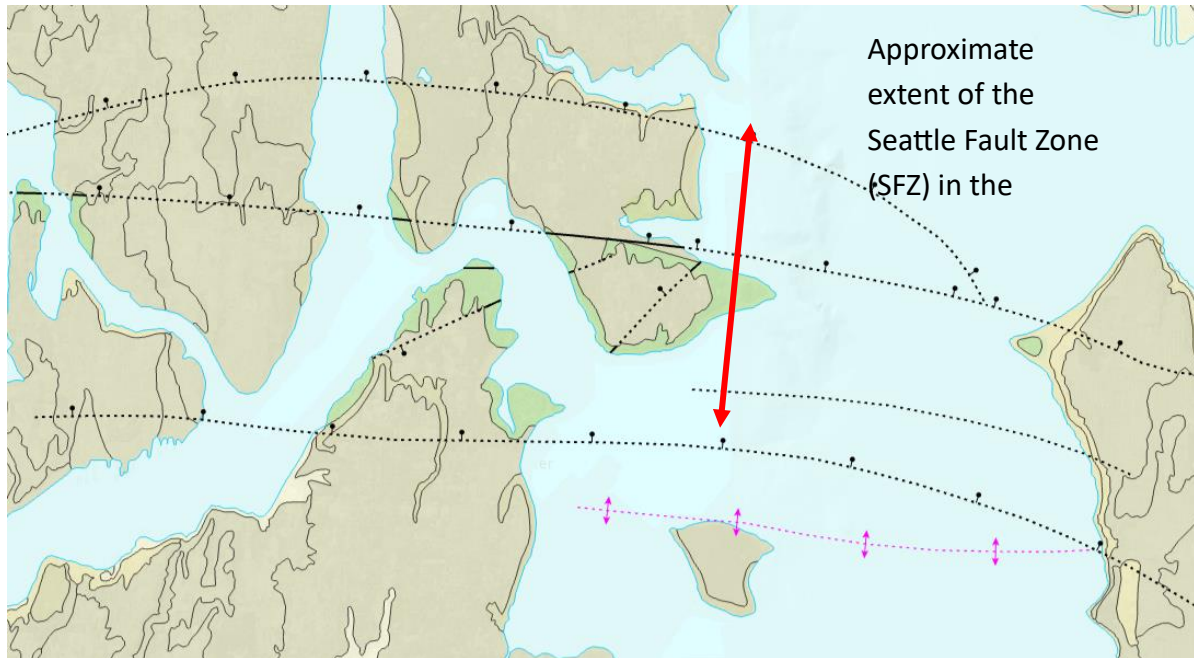 Approximate
extent of the
Seattle Fault Zone
(SFZ) in the